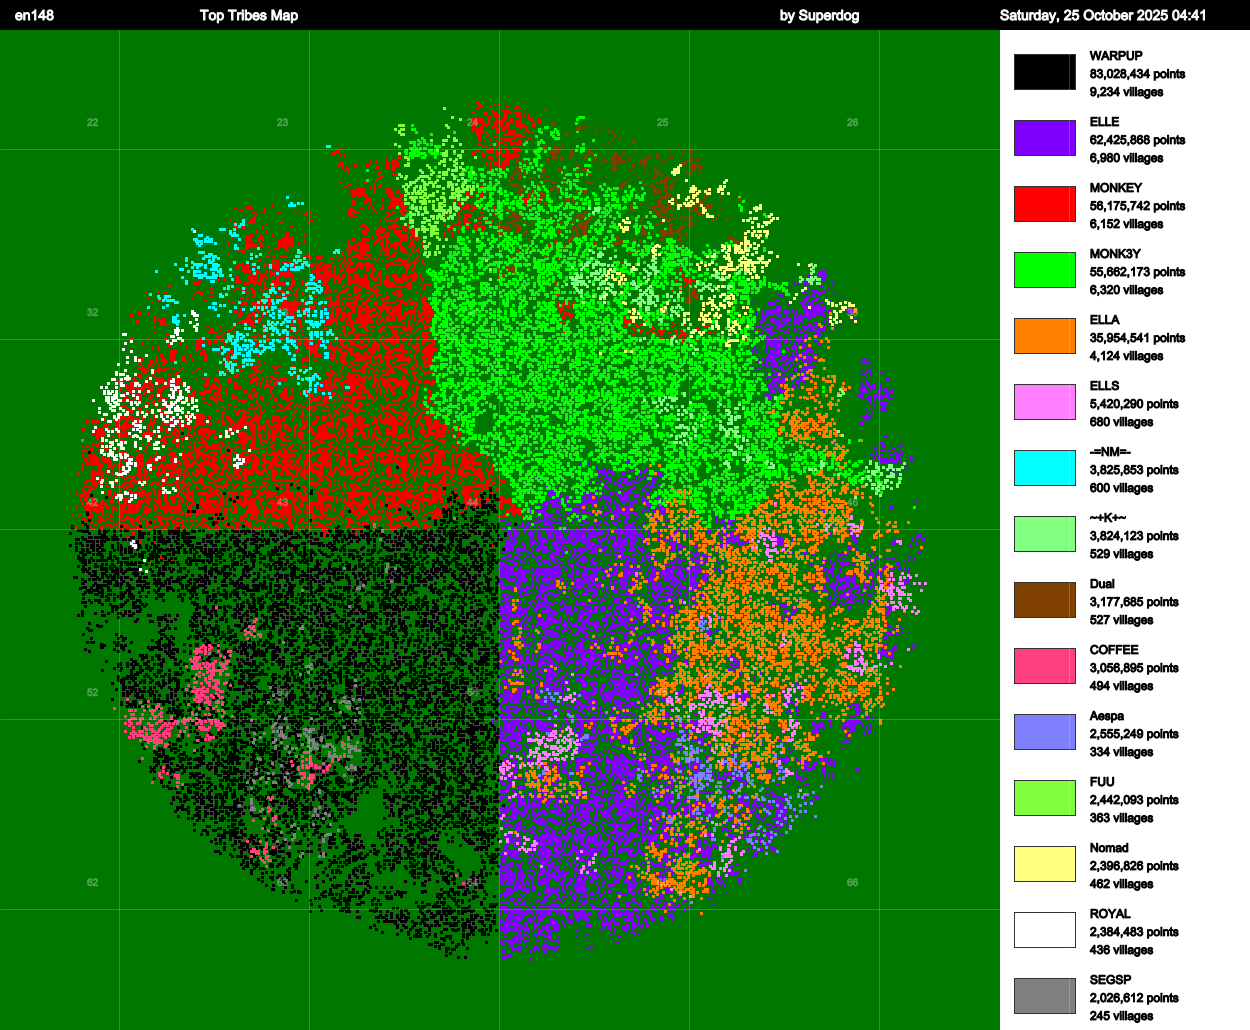 en148 Top Tribes Map by Superdog Saturday, 25 October 2025 04:41
WARPUP
83,028,434 points
9,234 villages
ELLE
62,425,868 points
6,980 villages
MONKEY
56,175,742 points
6,152 villages
MONK3Y
55,662,173 points
6,320 villages
ELLA
35,954,541 points
4,124 villages
ELLS
5,420,290 points
680 villages
-=NM=-
3,825,853 points
600 villages
~+K+~
3,824,123 points
529 villages
Dual
3,177,685 points
527 villages
COFFEE
3,056,895 points
494 villages
Aespa
2,555,249 points
334 villages
FUU
2,442,093 points
363 villages
Nomad
2,396,826 points
462 villages
ROYAL
2,384,483 points
436 villages
SEGSP
2,026,612 points
245 villages
22 23 24 25 26
32
42 43 44
52
62 63 66